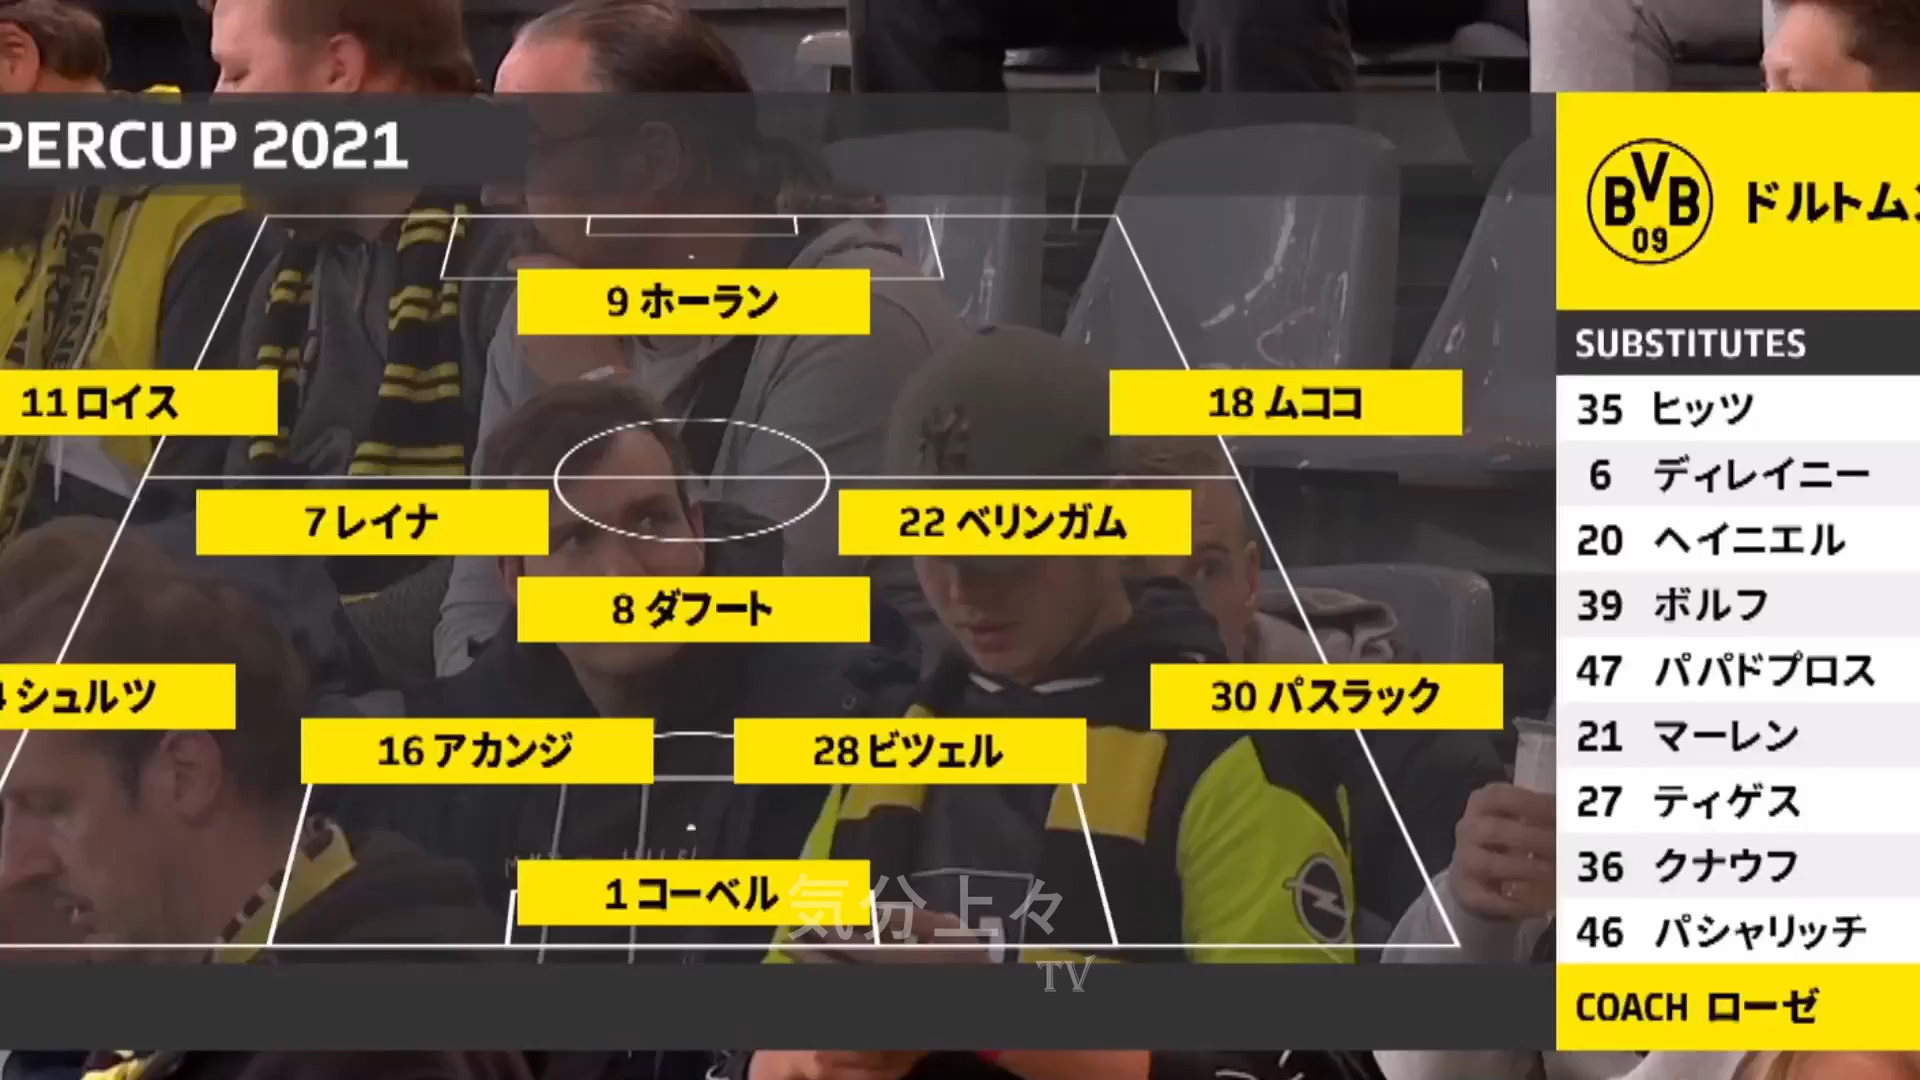 PERCUP 2021
9 ホーラン
11 ロイス
18 ムココ
7 レイナ
22 ベリンガム
8 ダフート
4 シュルツ
30 パスラック
16 アカンジ
28 ビツェル
1 コーベル
気分上々
TV
BVB
09
ドルトムン
SUBSTITUTES
35 ヒッツ
6 ディレイニー
20 ヘイニエル
39 ボルフ
47 パパドプロス
21 マーレン
27 ティゲス
36 クナウフ
46 パシャリッチ
COACH ローゼ